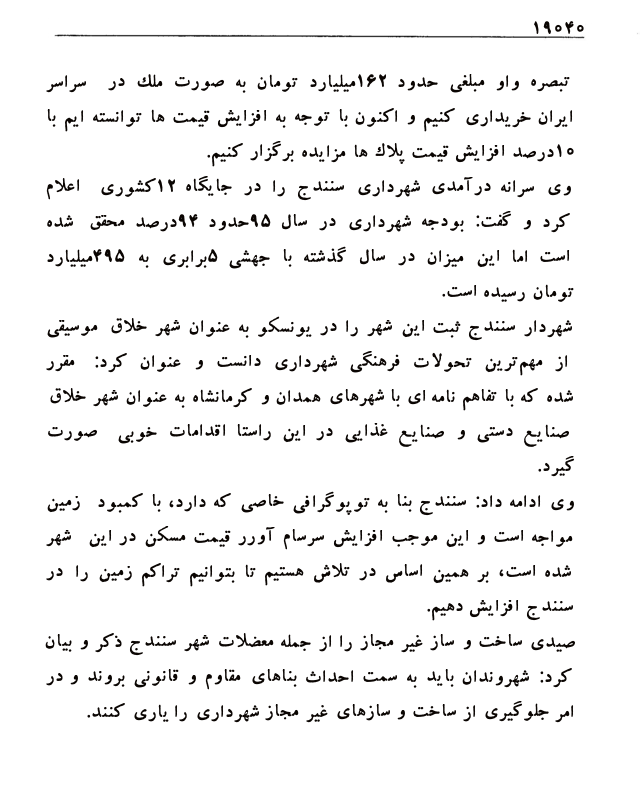 ۱۹۰۴۰
تبصره واو مبلغی حدود ۱۶۲میلیارد تومان به صورت ملك در سراسر
ایران خریداری کنیم و اکنون با توجه به افزایش قیمت ها توانسته ایم با
۱۰درصد افزایش قیمت پلاك ها مزایده برگزار کنیم.
وی سرانه درآمدی شهرداری سنندج را در جایگاه ۱۲کشوری اعلام
کرد و گفت: بودجه شهرداری در سال ۹۵حدود ۹۴درصد محقق شده
است اما این میزان در سال گذشته با جهشی ۵برابری به ۴۹۵میلیارد
تومان رسیده است.
شهردار سنندج ثبت این شهر را در یونسکو به عنوان شهر خلاق موسیقی
از مهم‌ترین تحولات فرهنگی شهرداری دانست و عنوان کرد: مقرر
شده که با تفاهم نامه ای با شهرهای همدان و کرمانشاه به عنوان شهر خلاق
صنایع دستی و صنایع غذایی در این راستا اقدامات خوبی صورت
گیرد.
وی ادامه داد: سنندج بنا به توپوگرافی خاصی که دارد، با کمبود زمین
مواجه است و این موجب افزایش سرسام آورر قیمت مسکن در این شهر
شده است، بر همین اساس در تلاش هستیم تا بتوانیم تراکم زمین را در
سنندج افزایش دهیم.
صیدی ساخت و ساز غیر مجاز را از جمله معضلات شهر سنندج ذکر و بیان
کرد: شهروندان باید به سمت احداث بناهای مقاوم و قانونی بروند و در
امر جلوگیری از ساخت و سازهای غیر مجاز شهرداری را یاری کنند.